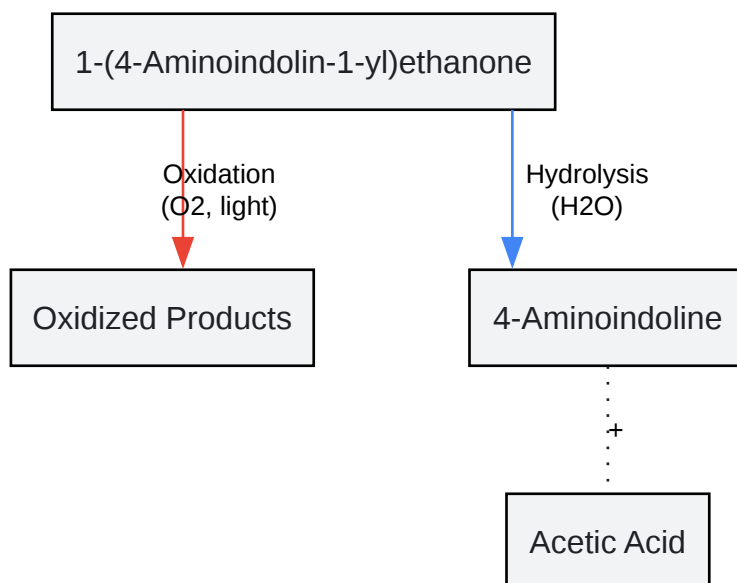 1-(4-Aminoindolin-1-yl)ethanone
Oxidation
(O2, light)
Hydrolysis
(H2O)
Oxidized Products
4-Aminoindoline
+
Acetic Acid